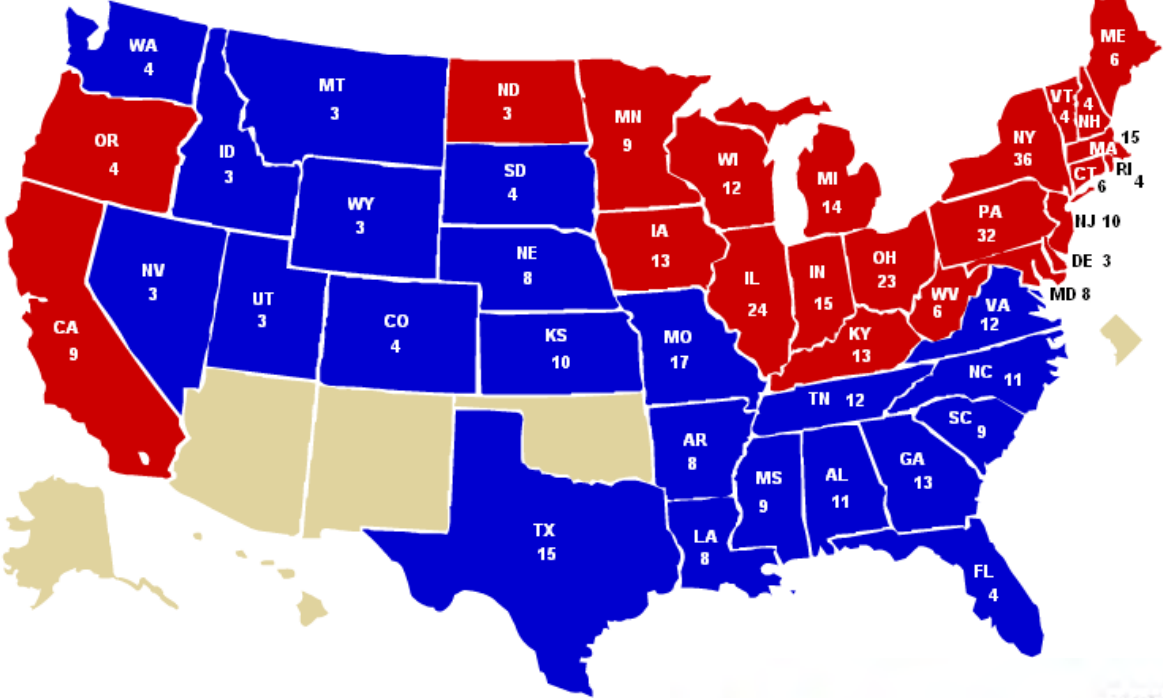 WA
4
OR
4
CA
9
ID
3
NV
3
MT
3
WY
3
UT
3
CO
4
ND
3
SD
4
NE
8
KS
10
TX
15
MN
9
IA
13
MO
17
AR
8
LA
8
WI
12
IL
24
MI
14
IN
15
OH
23
KY
13
TN 12
MS
9
AL
11
GA
13
FL
4
SC
9
NC 11
VA
12
WV
6
PA
32
NY
36
VT
4
4
NH
ME
6
15
MA
RI
4
CT
6
NJ 10
DE 3
MD 8